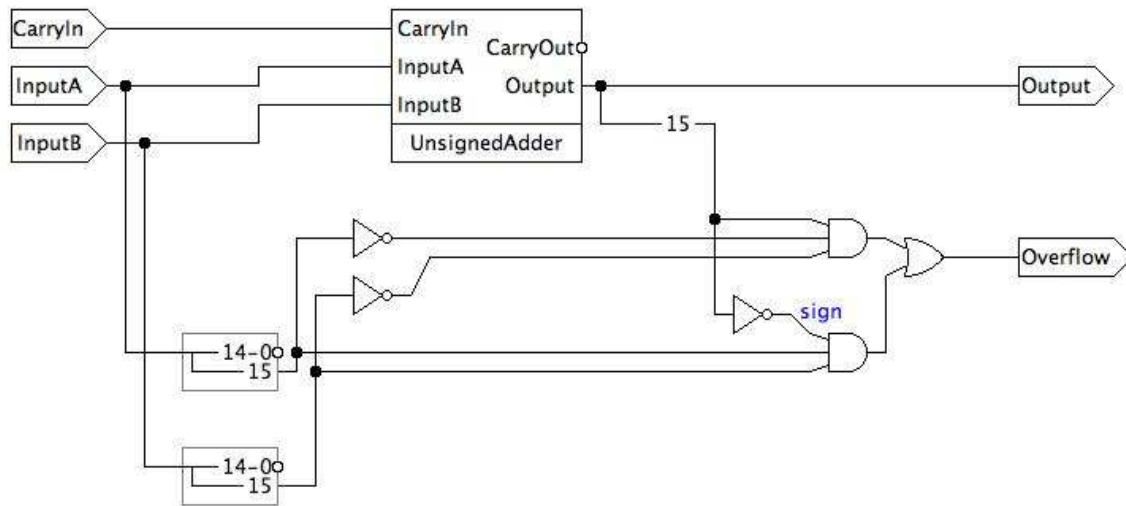 CarryIn
InputA
InputB
CarryIn
InputA
InputB
CarryOut
Output
UnsignedAdder
Output
15
Overflow
sign
14-0
15
14-0
15